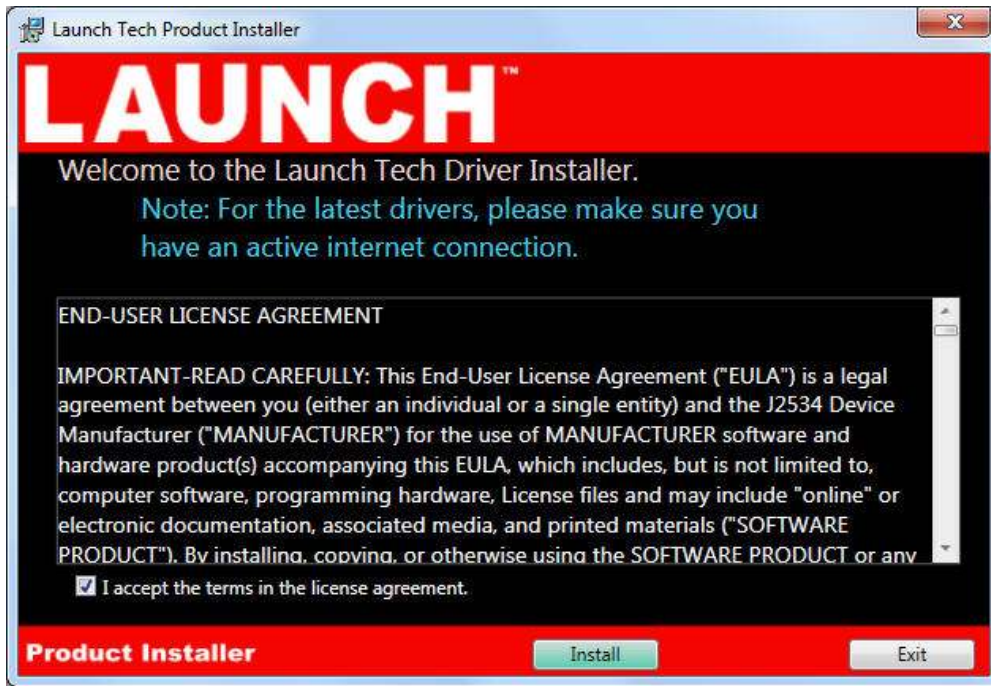 Launch Tech Product Installer
LAUNCH™
Welcome to the Launch Tech Driver Installer.
Note: For the latest drivers, please make sure you
have an active internet connection.
END-USER LICENSE AGREEMENT
IMPORTANT-READ CAREFULLY: This End-User License Agreement ("EULA") is a legal
agreement between you (either an individual or a single entity) and the J2534 Device
Manufacturer ("MANUFACTURER") for the use of MANUFACTURER software and
hardware product(s) accompanying this EULA, which includes, but is not limited to,
computer software, programming hardware, License files and may include "online" or
electronic documentation, associated media, and printed materials ("SOFTWARE
PRODUCT"). By installing, copying, or otherwise using the SOFTWARE PRODUCT or any
I accept the terms in the license agreement.
Product Installer
Install
Exit